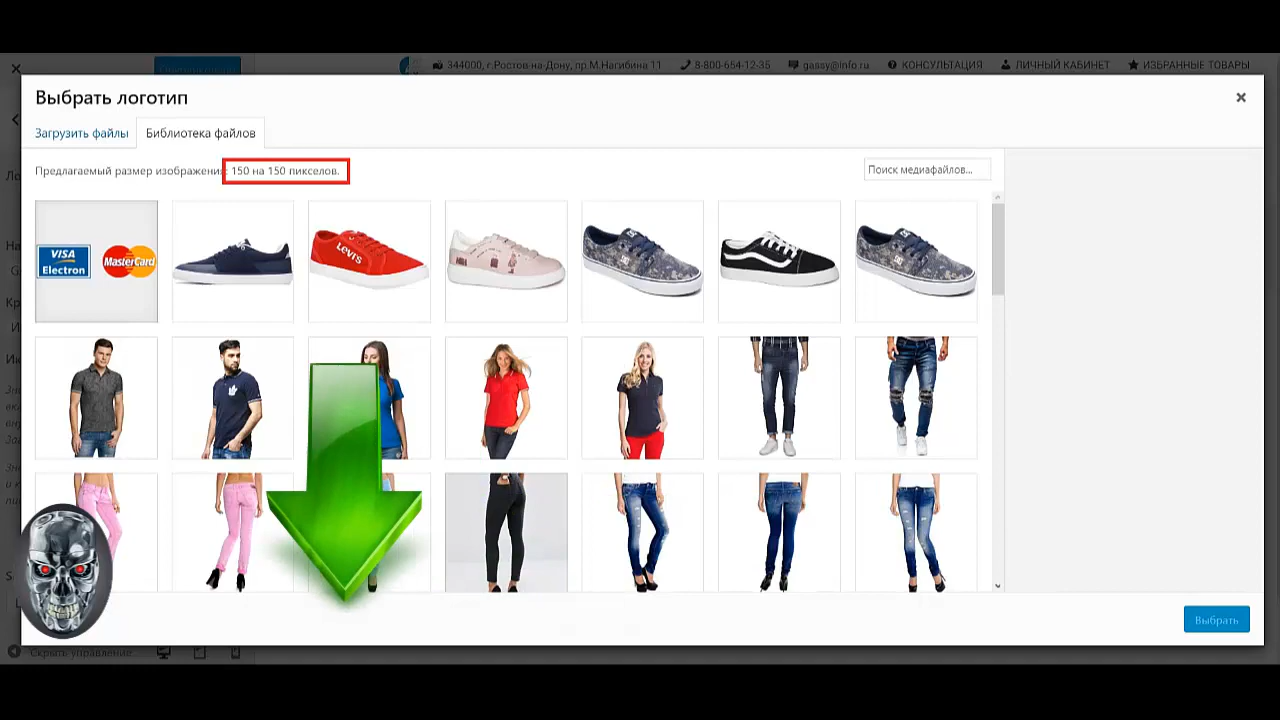 344000, г.Ростов-на-Дону, пр.М.Нагибина 11
8-800-654-12-35
gassy@info.ru
КОНСУЛЬТАЦИЯ
ЛИЧНЫЙ КАБИНЕТ
ИЗБРАННЫЕ ТОВАРЫ
Выбрать логотип
Загрузить файлы
Библиотека файлов
Предлагаемый размер изображения: 150 на 150 пикселов.
Поиск медиафайлов...
VISA
Electron
MasterCard
LEVI'S
Выбрать
Скрыть управление